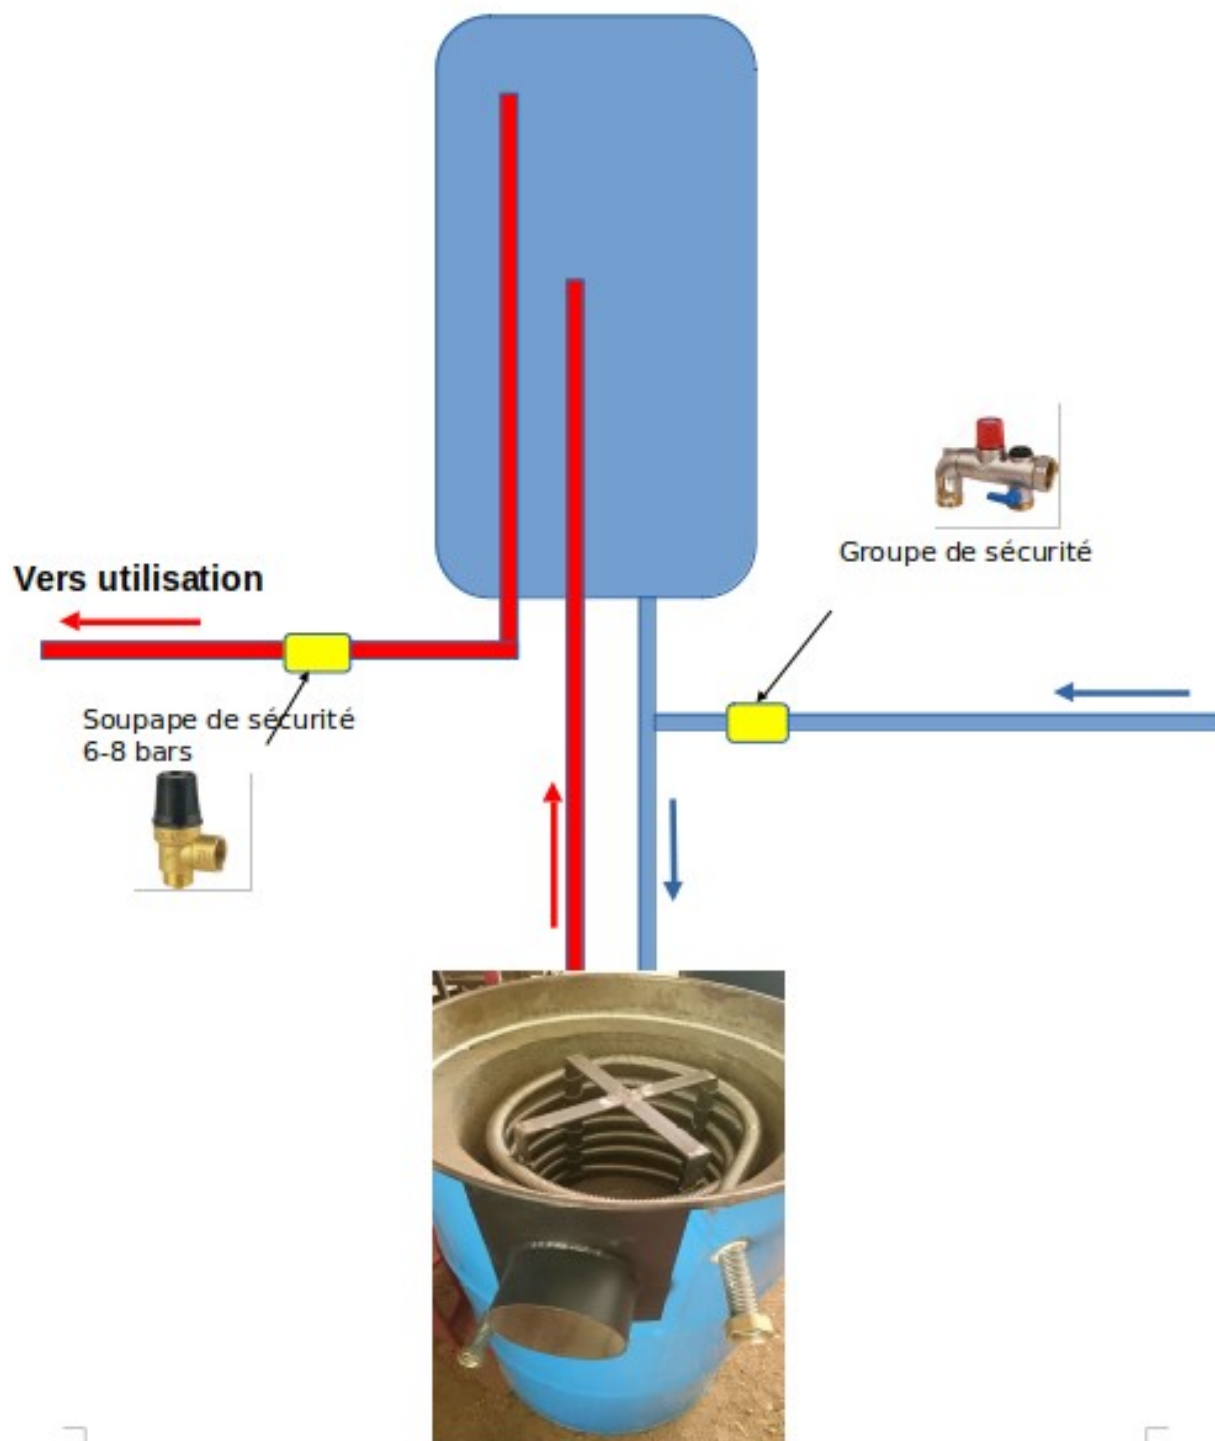 Groupe de sécurité
Vers utilisation
Soupape de sécurité
6-8 bars